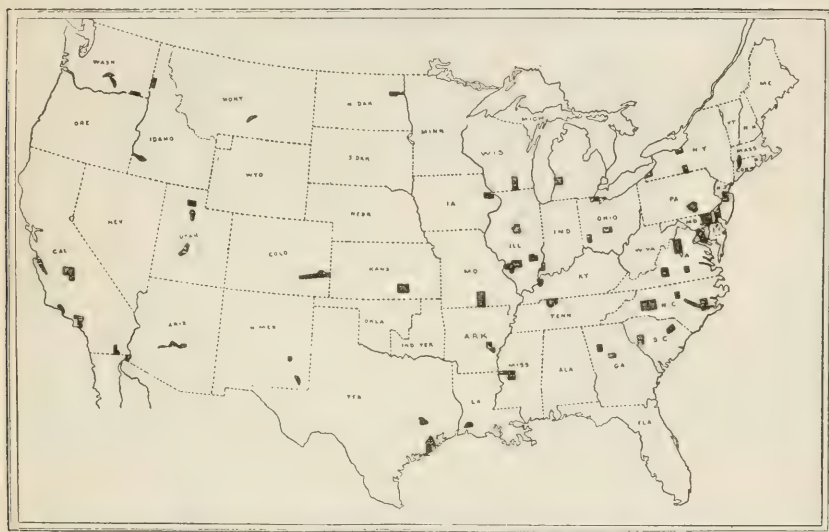 WASH
MONT
N DAK
MINN
MICH
ME
ORE
IDAHO
VT
N H
N Y
WIS
MASS
S DAK
WYO
CON
IA
PA
NEBR
NEV
OHIO
IND
ILL
MD
UTAH
W VA
VA
CAL
COLO
KANS
MO
KY
N C
TENN
ARIZ
N MEX
OKLA
IND TER
ARK
S C
MISS
ALA
GA
TEX
LA
FLA